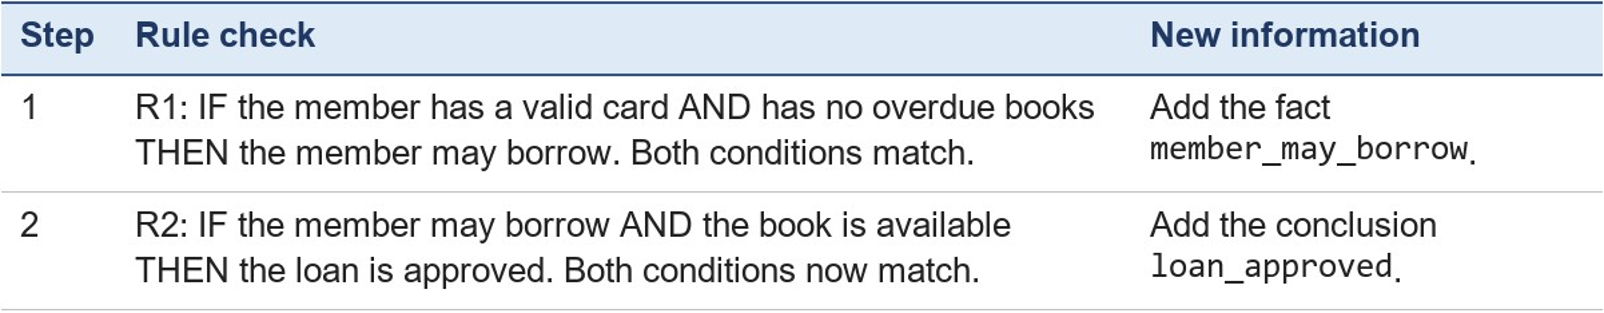 Step Rule check New information
1 R1: IF the member has a valid card AND has no overdue books Add the fact
THEN the member may borrow. Both conditions match. member_may_borrow.
2 R2: IF the member may borrow AND the book is available Add the conclusion
THEN the loan is approved. Both conditions now match. loan_approved.